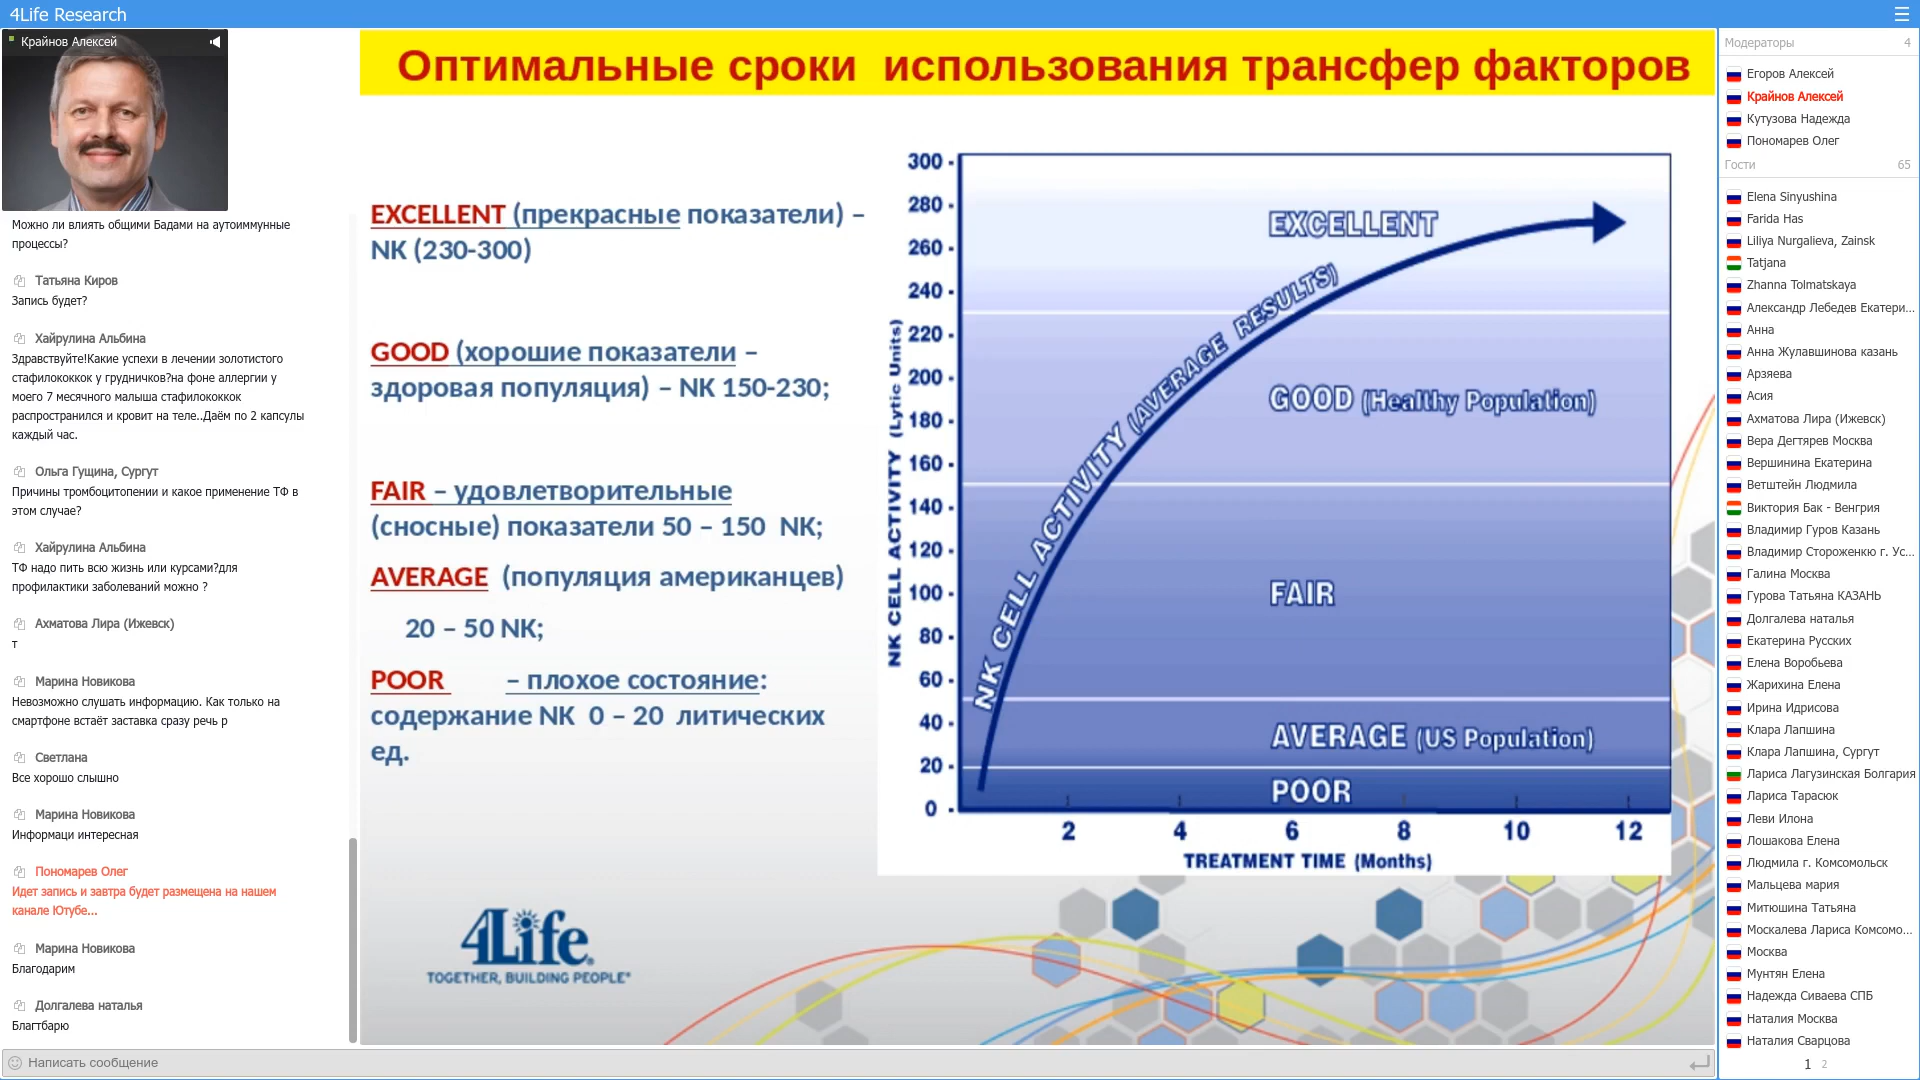 4Life Research
Крайнов Алексей
Можно ли влиять общими Бадами на аутоиммунные
процессы?
Татьяна Киров
Запись будет?
Хайрулина Альбина
Здравствуйте!Какие успехи в лечении золотистого
стафилококкок у грудничков?на фоне аллергии у
моего 7 месячного малыша стафилококкок
распространился и кровит на теле..Даём по 2 капсулы
каждый час.
Ольга Гущина, Сургут
Причины тромбоцитопении и какое применение ТФ в
этом случае?
Хайрулина Альбина
ТФ надо пить всю жизнь или курсами?для
профилактики заболеваний можно ?
Ахматова Лира (Ижевск)
т
Марина Новикова
Невозможно слушать информацию. Как только на
смартфоне встаёт заставка сразу речь р
Светлана
Все хорошо слышно
Марина Новикова
Информаци интересная
Пономарев Олег
Идет запись и завтра будет размещена на нашем
канале Ютубе...
Марина Новикова
Благодарим
Долгалева наталья
Благтбарю
Написать сообщение
Оптимальные сроки использования трансфер факторов
EXCELLENT (прекрасные показатели) –
NK (230-300)
GOOD (хорошие показатели –
здоровая популяция) – NK 150-230;
FAIR – удовлетворительные
(сносные) показатели 50 – 150 NK;
AVERAGE (популяция американцев)
20 – 50 NK;
POOR – плохое состояние:
содержание NK 0 – 20 литических
ед.
4Life®
TOGETHER, BUILDING PEOPLE®
NK CELL ACTIVITY (Lytic Units)
300
280
260
240
220
200
180
160
140
120
100
80
60
40
20
0
NK CELL ACTIVITY (AVERAGE RESULTS)
EXCELLENT
GOOD (Healthy Population)
FAIR
AVERAGE (US Population)
POOR
2 4 6 8 10 12
TREATMENT TIME (Months)
Модераторы 4
Егоров Алексей
Крайнов Алексей
Кутузова Надежда
Пономарев Олег
Гости 65
Elena Sinyushina
Farida Has
Liliya Nurgalieva, Zainsk
Tatjana
Zhanna Tolmatskaya
Александр Лебедев Екатери...
Анна
Анна Жулавшинова казань
Арзяева
Асия
Ахматова Лира (Ижевск)
Вера Дегтярев Москва
Вершинина Екатерина
Ветштейн Людмила
Виктория Бак - Венгрия
Владимир Гуров Казань
Владимир Стороженкю г. Ус...
Галина Москва
Гурова Татьяна КАЗАНЬ
Долгалева наталья
Екатерина Русских
Елена Воробьева
Жарихина Елена
Ирина Идрисова
Клара Лапшина
Клара Лапшина, Сургут
Лариса Лагузинская Болгария
Лариса Тарасюк
Леви Илона
Лошакова Елена
Людмила г. Комсомольск
Мальцева мария
Митюшина Татьяна
Москалева Лариса Комсомо...
Москва
Мунтян Елена
Надежда Сиваева СПБ
Наталия Москва
Наталия Сварцова
1 2